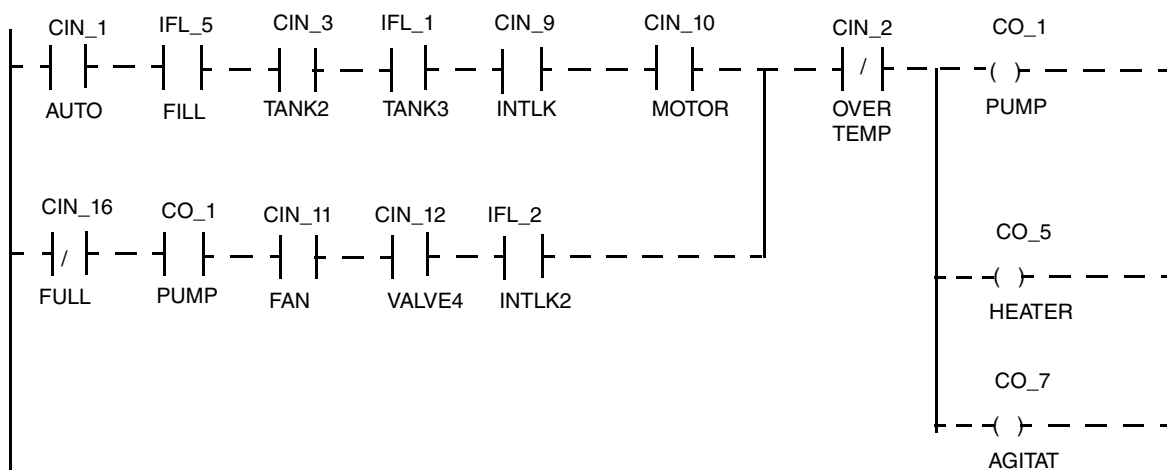 CIN_1 IFL_5 CIN_3 IFL_1 CIN_9 CIN_10 CIN_2 CO_1
/ ( )
AUTO FILL TANK2 TANK3 INTLK MOTOR OVER PUMP
TEMP
CIN_16 CO_1 CIN_11 CIN_12 IFL_2
/
FULL PUMP FAN VALVE4 INTLK2
CO_5
( )
HEATER
CO_7
( )
AGITAT